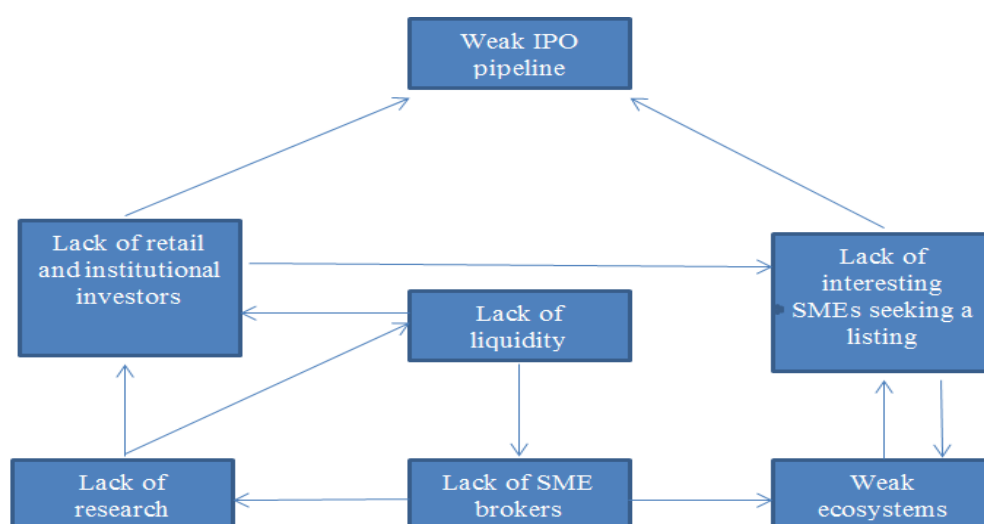 Weak IPO
pipeline
Lack of retail
and institutional
investors
Lack of
interesting
SMEs seeking a
listing
Lack of
liquidity
Lack of
research
Lack of SME
brokers
Weak
ecosystems